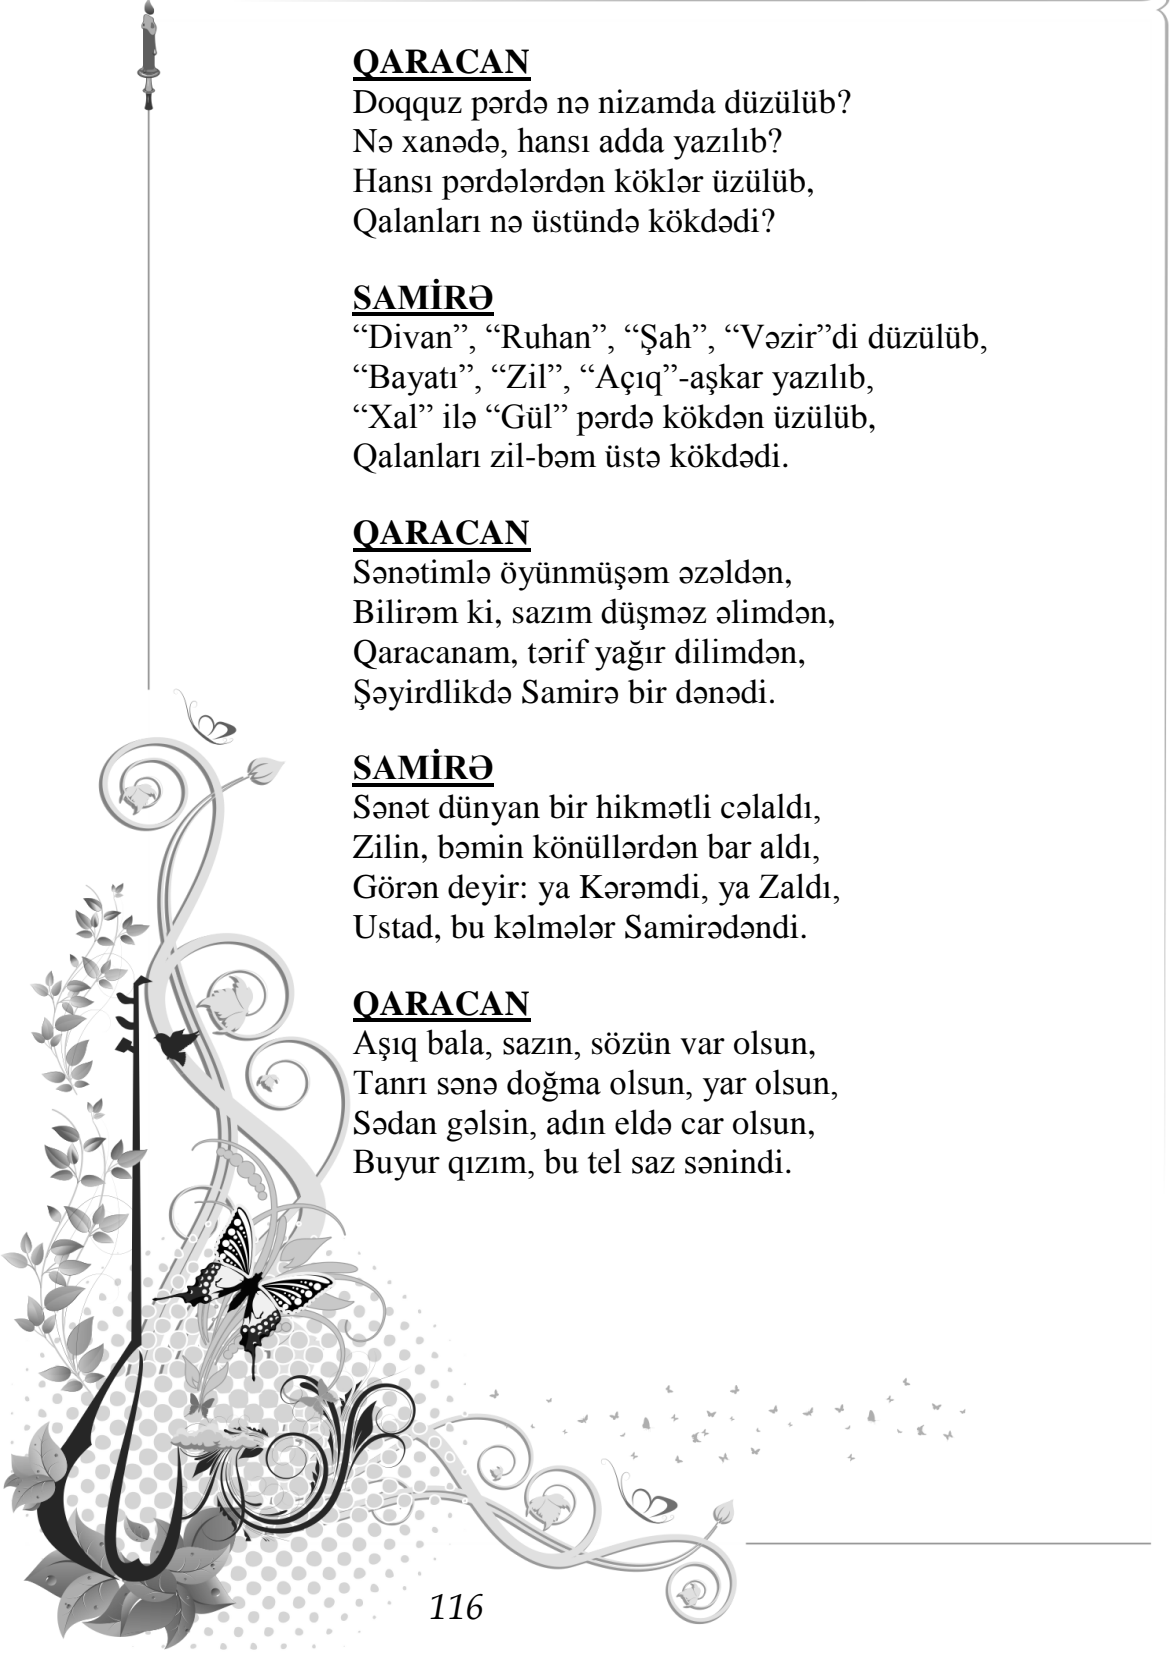 QARACAN
Doqquz pərdə nə nizamda düzülüb?
Nə xanədə, hansı adda yazılıb?
Hansı pərdələrdən köklər üzülüb,
Qalanları nə üstündə kökdədi?
SAMİRƏ
“Divan”, “Ruhan”, “Şah”, “Vəzir”di düzülüb,
“Bayatı”, “Zil”, “Açıq”-aşkar yazılıb,
“Xal” ilə “Gül” pərdə kökdən üzülüb,
Qalanları zil-bəm üstə kökdədi.
QARACAN
Sənətimlə öyünmüşəm əzəldən,
Bilirəm ki, sazım düşməz əlimdən,
Qaracanam, tərif yağır dilimdən,
Şəyirdlikdə Samirə bir dənədi.
SAMİRƏ
Sənət dünyan bir hikmətli cəlaldı,
Zilin, bəmin könüllərdən bar aldı,
Görən deyir: ya Kərəmdi, ya Zaldı,
Ustad, bu kəlmələr Samirədəndi.
QARACAN
Aşıq bala, sazın, sözün var olsun,
Tanrı sənə doğma olsun, yar olsun,
Sədan gəlsin, adın eldə car olsun,
Buyur qızım, bu tel saz sənindi.
116